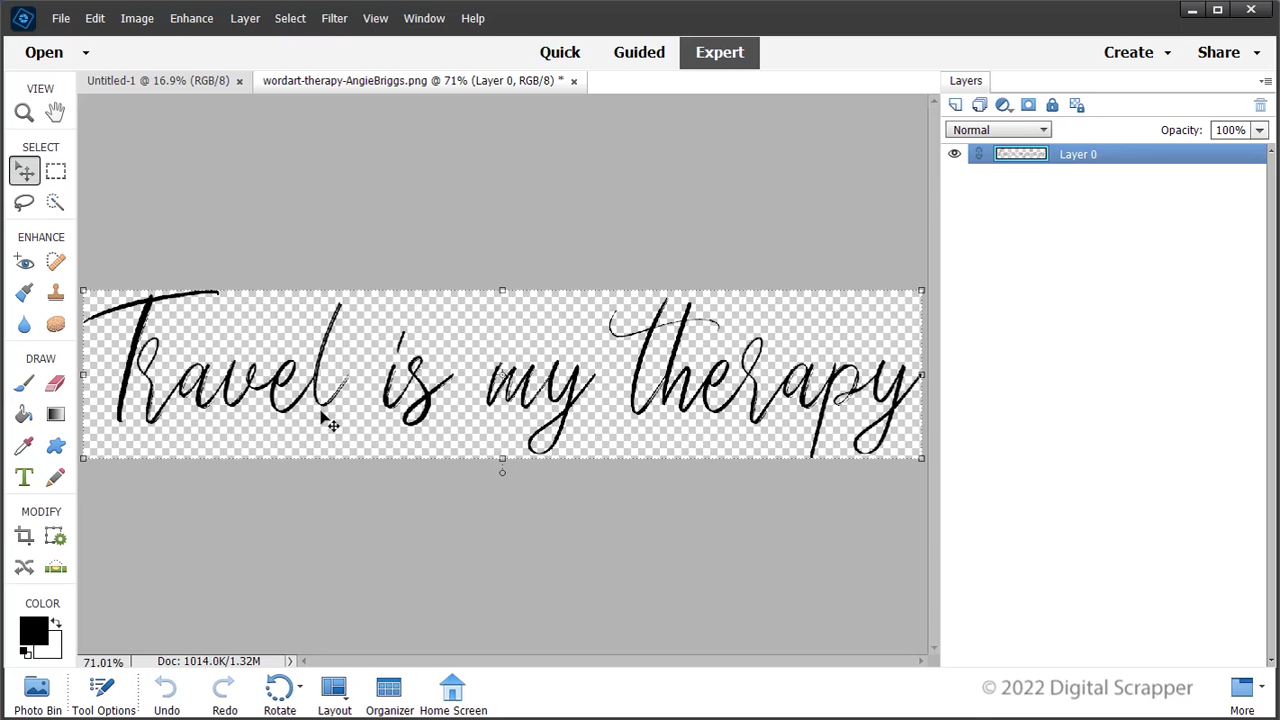 File Edit Image Enhance Layer Select Filter View Window Help
Open Quick Guided Expert Create Share
VIEW
Untitled-1 @ 16.9% (RGB/8) × wordart-therapy-AngieBriggs.png @ 71% (Layer 0, RGB/8) * ×
Layers
Normal Opacity: 100%
SELECT
Layer 0
ENHANCE
Travel is my therapy
DRAW
MODIFY
COLOR
71.01% Doc: 1014.0K/1.32M
Photo Bin Tool Options Undo Redo Rotate Layout Organizer Home Screen More
© 2022 Digital Scrapper